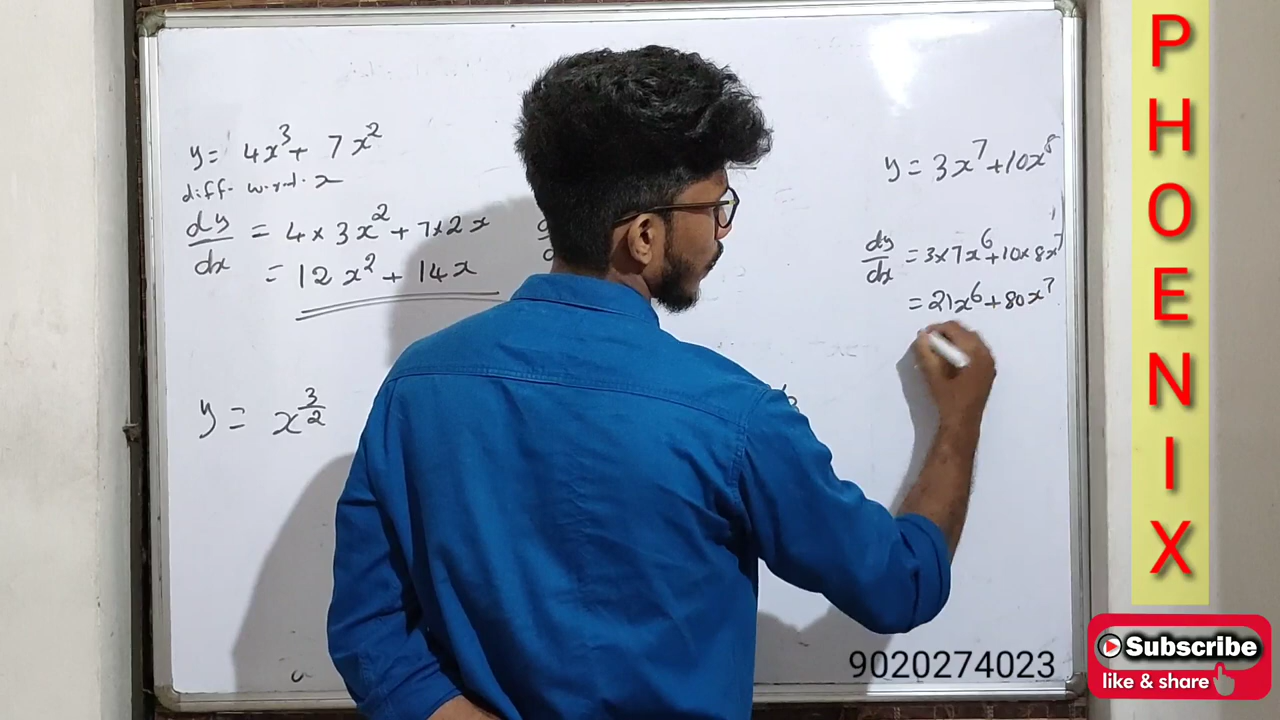 y = 4x³ + 7x²
diff. w.r.t. x
dy/dx = 4 × 3x² + 7×2x
= 12x² + 14x
y = x^(3/2)
y = 3x⁷+10x⁸
dy/dx = 3×7x⁶+10×8x⁷
= 21x⁶+80x⁷
PHOENIX
9020274023
Subscribe
like & share